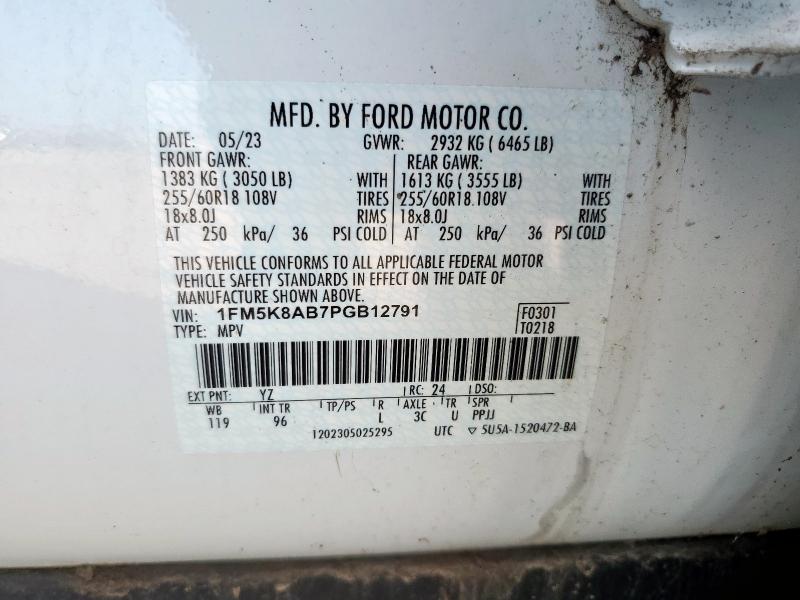 MFD. BY FORD MOTOR CO.
DATE: 05/23 GVWR: 2932 KG ( 6465 LB)
FRONT GAWR: REAR GAWR:
1383 KG ( 3050 LB) WITH 1613 KG ( 3555 LB) WITH
255/60R18 108V TIRES 255/60R18.108V TIRES
18x8.0J RIMS 18x8.0J RIMS
AT 250 kPa/ 36 PSI COLD AT 250 kPa/ 36 PSI COLD
THIS VEHICLE CONFORMS TO ALL APPLICABLE FEDERAL MOTOR
VEHICLE SAFETY STANDARDS IN EFFECT ON THE DATE OF
MANUFACTURE SHOWN ABOVE.
VIN: 1FM5K8AB7PGB12791 F0301
TYPE: MPV T0218
EXT PNT: YZ RC: 24 DSO:
WB INT TR TP/PS R AXLE TR SPR
119 96 L 3C U PPJJ
1202305025295 UTC ▽ 5U5A-1520472-BA